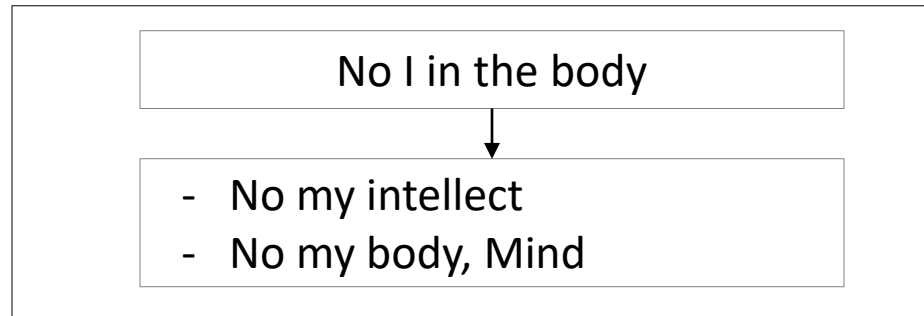 No I in the body
- No my intellect
- No my body, Mind